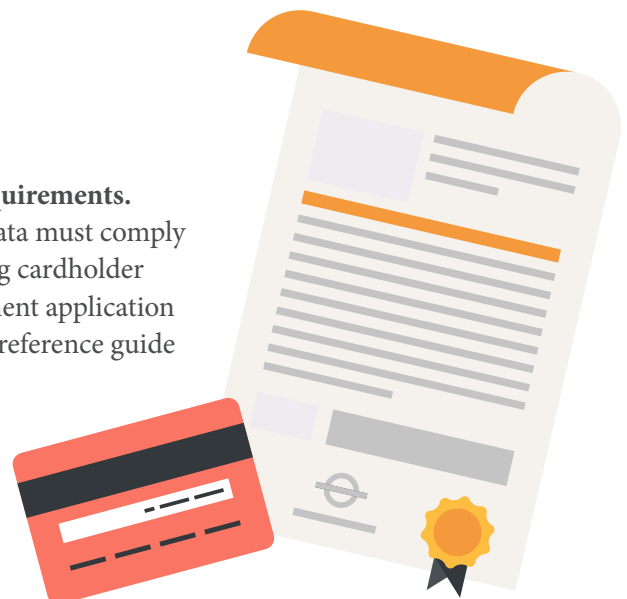 uirements.
ata must comply
g cardholder
ent application
reference guide